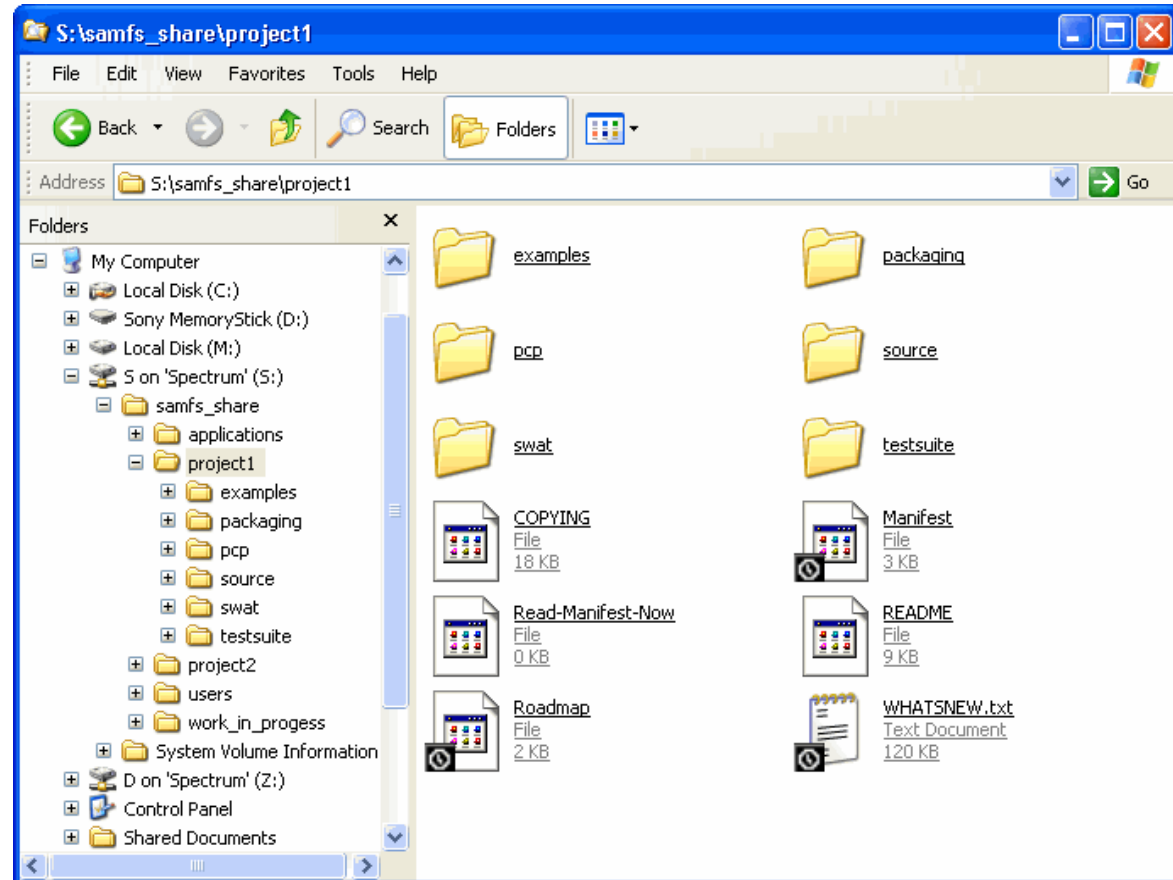 S:\samfs_share\project1
File Edit View Favorites Tools Help
Back Search Folders
Address S:\samfs_share\project1 Go
Folders
My Computer
Local Disk (C:)
Sony MemoryStick (D:)
Local Disk (M:)
S on 'Spectrum' (S:)
samfs_share
applications
project1
examples
packaging
pcp
source
swat
testsuite
project2
users
work_in_progess
System Volume Information
D on 'Spectrum' (Z:)
Control Panel
Shared Documents
examples
packaging
pcp
source
swat
testsuite
COPYING
File
18 KB
Manifest
File
3 KB
Read-Manifest-Now
File
0 KB
README
File
9 KB
Roadmap
File
2 KB
WHATSNEW.txt
Text Document
120 KB